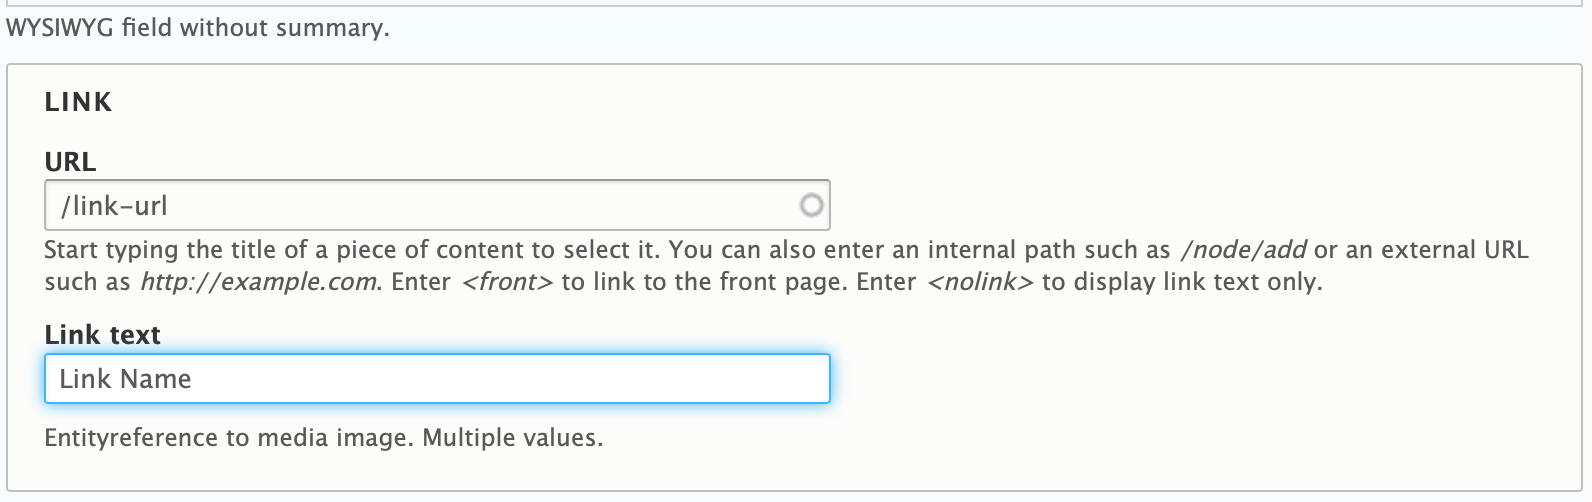 WYSIWYG field without summary.
LINK
URL
/link-url
Start typing the title of a piece of content to select it. You can also enter an internal path such as /node/add or an external URL
such as http://example.com. Enter <front> to link to the front page. Enter <nolink> to display link text only.
Link text
Link Name
Entityreference to media image. Multiple values.